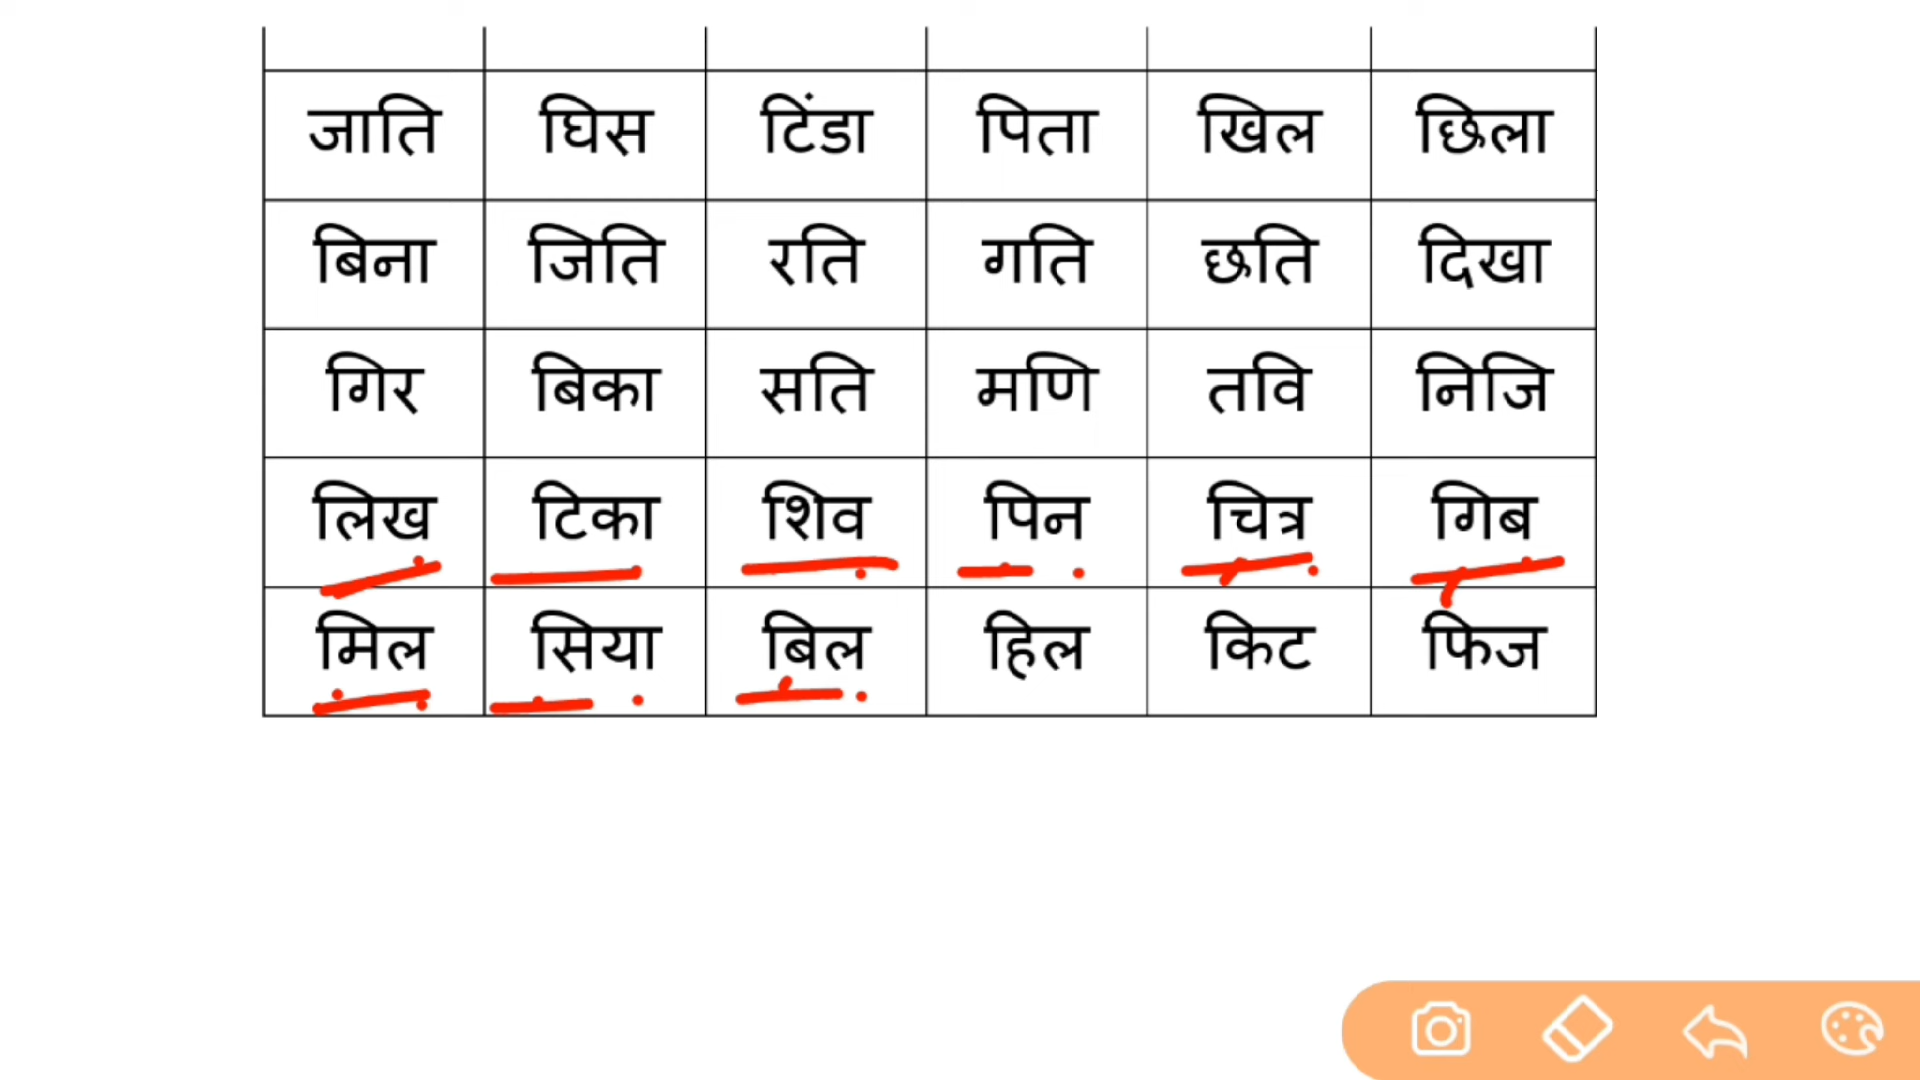 जाति घिस टिंडा पिता खिल छिला
बिना जिति रति गति छति दिखा
गिर बिका सति मणि तवि निजि
लिख टिका शिव पिन चित्र गिब
मिल सिया बिल हिल किट फिज